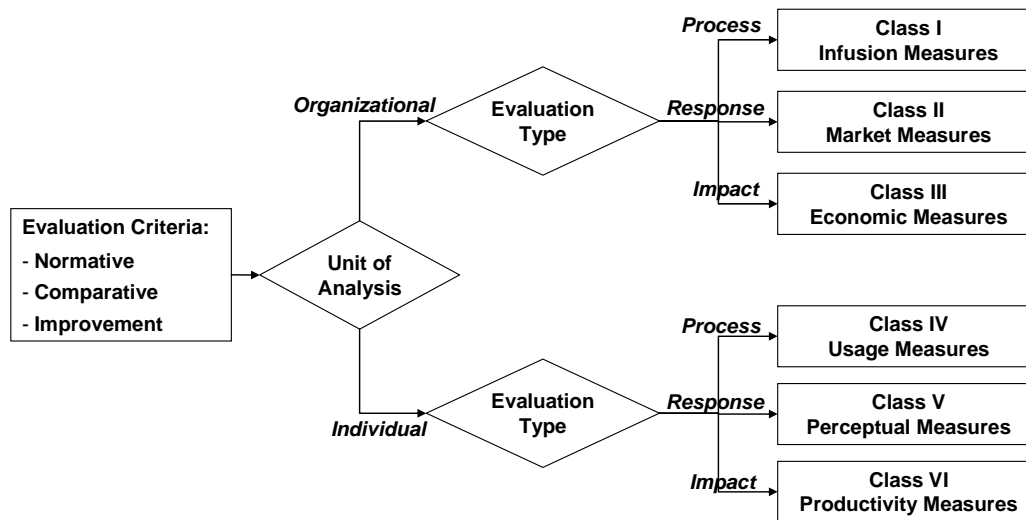 Evaluation Criteria:
- Normative
- Comparative
- Improvement
Unit of
Analysis
Organizational
Evaluation
Type
Process
Class I
Infusion Measures
Response
Class II
Market Measures
Impact
Class III
Economic Measures
Individual
Evaluation
Type
Process
Class IV
Usage Measures
Response
Class V
Perceptual Measures
Impact
Class VI
Productivity Measures